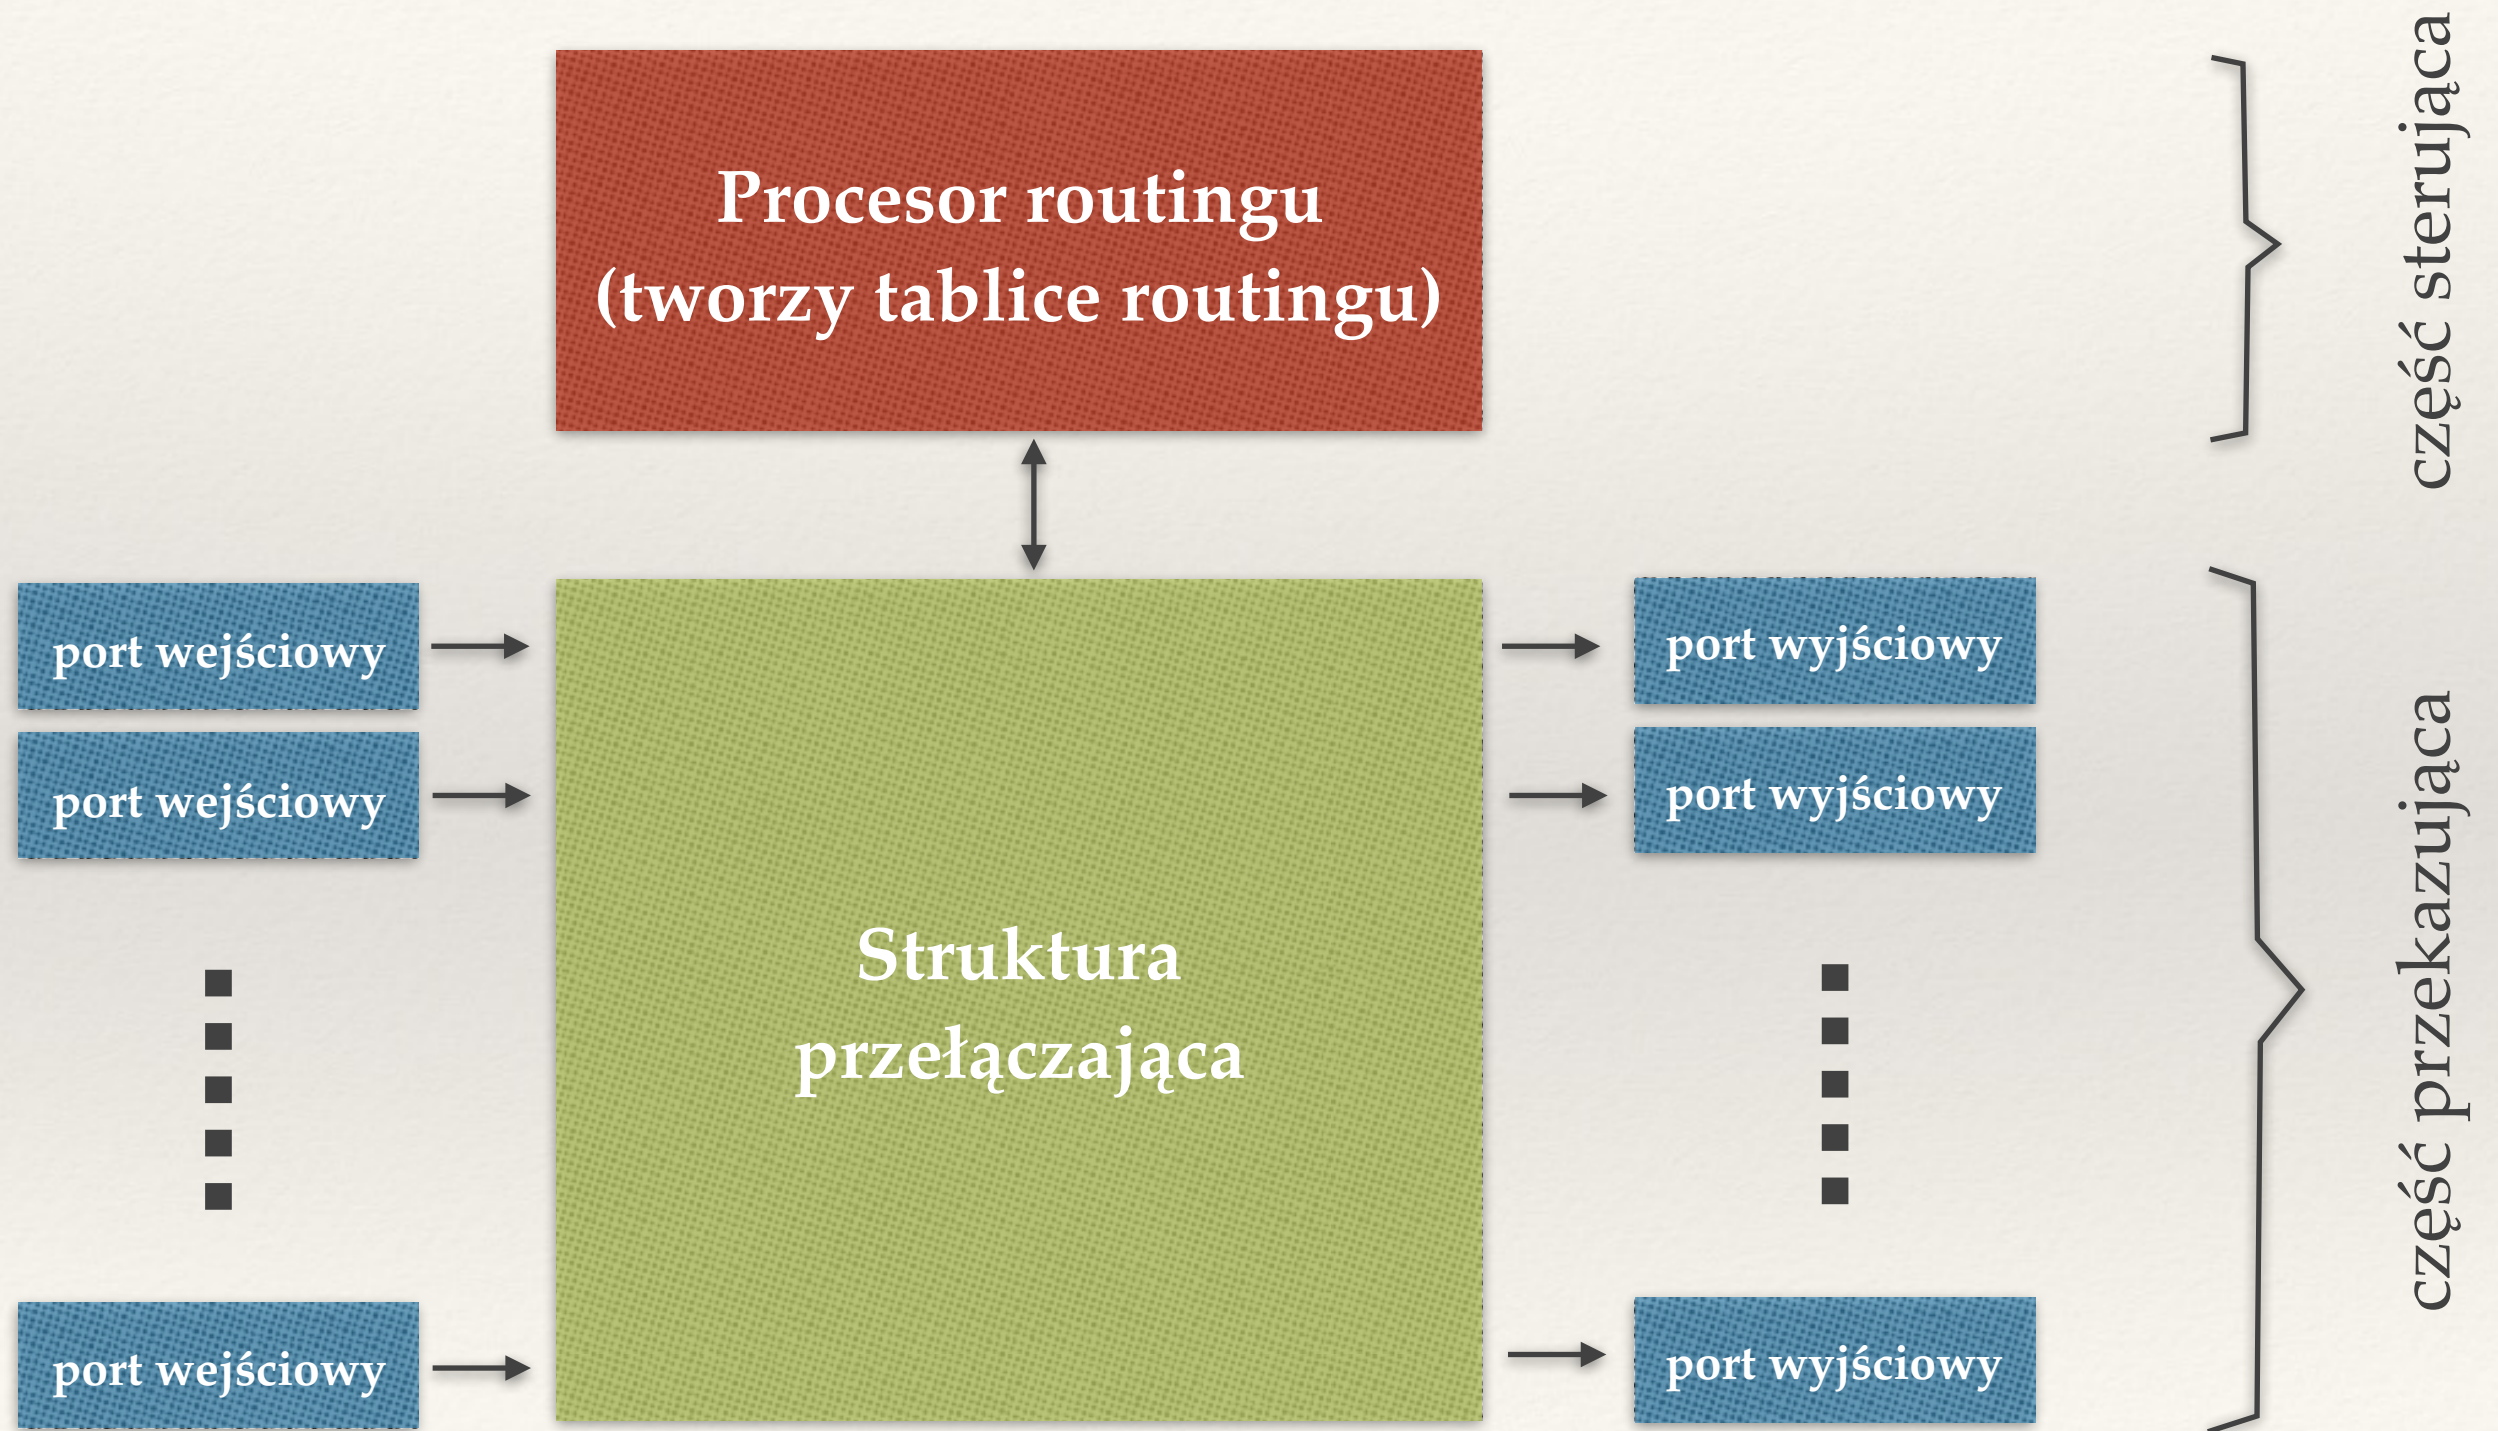 Procesor routingu
(tworzy tablice routingu)
część sterująca
port wejściowy
port wyjściowy
port wejściowy
port wyjściowy
Struktura
przełączająca
część przekazująca
port wejściowy
port wyjściowy